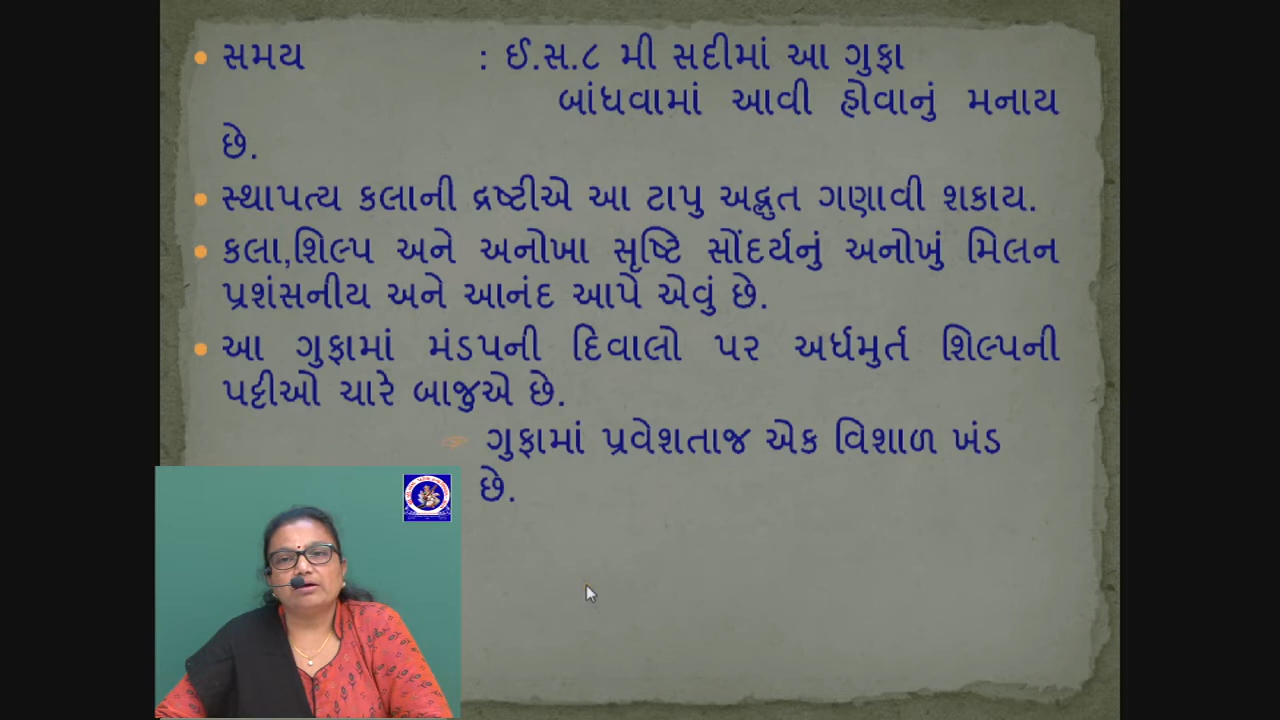 સમય : ઈ.સ.૮ મી સદીમાં આ ગુફા
બાંધવામાં આવી હોવાનું મનાય
છે.
સ્થાપત્ય કલાની દ્રષ્ટીએ આ ટાપુ અદ્ભુત ગણાવી શકાય.
કલા,શિલ્પ અને અનોખા સૃષ્ટિ સોંદર્યનું અનોખું મિલન
પ્રશંસનીય અને આનંદ આપે એવું છે.
આ ગુફામાં મંડપની દિવાલો પર અર્ધમુર્ત શિલ્પની
પટ્ટીઓ ચારે બાજુએ છે.
ગુફામાં પ્રવેશતાજ એક વિશાળ ખંડ
છે.